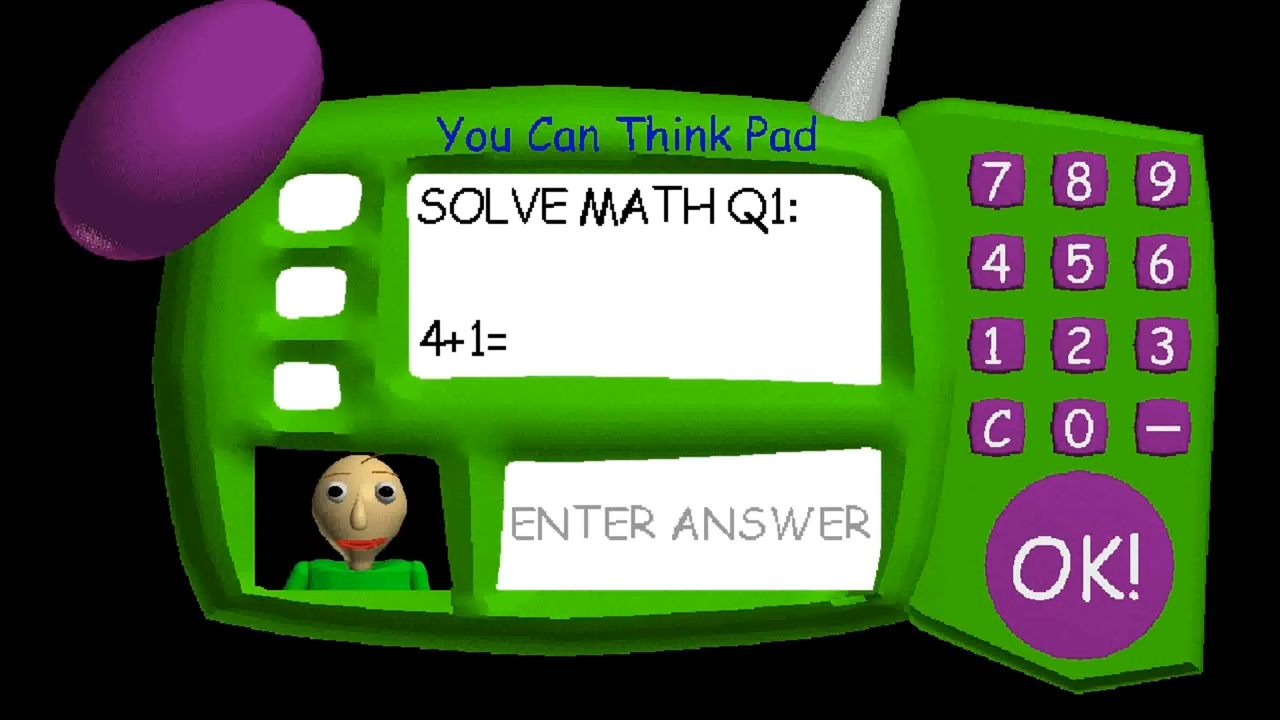 You Can Think Pad
SOLVE MATH Q1:
4+1=
ENTER ANSWER
7 8 9
4 5 6
1 2 3
C 0 −
OK!